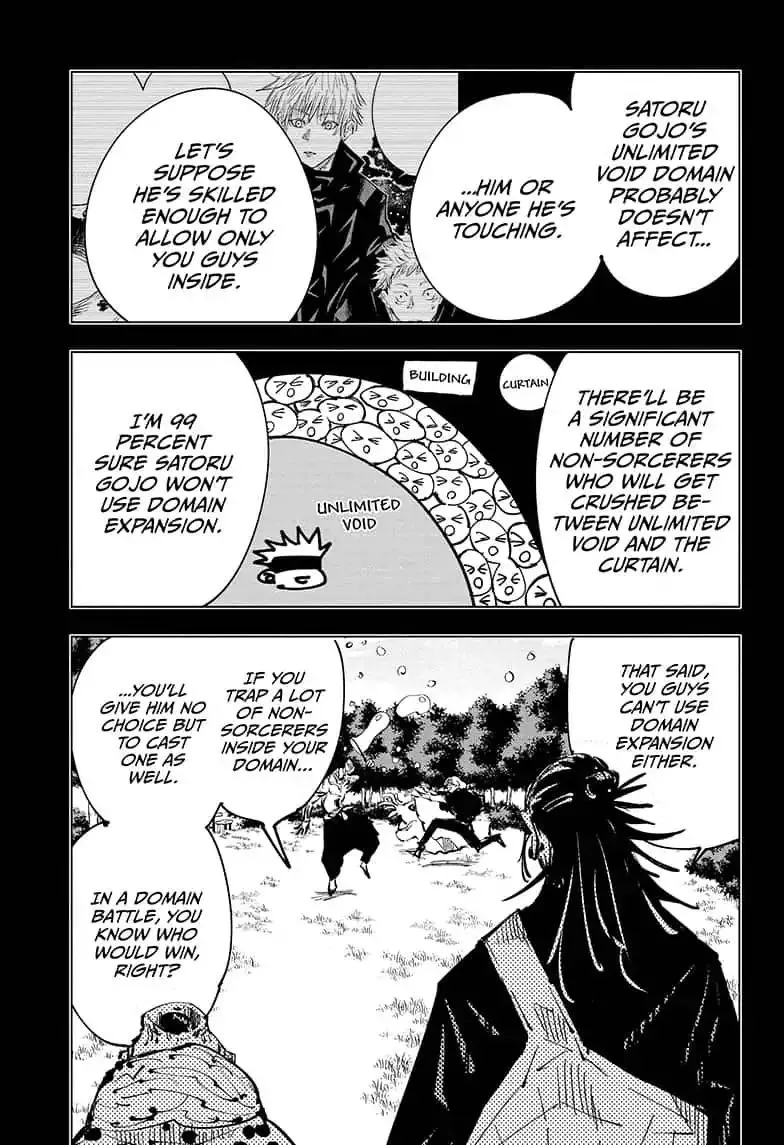 SATORU
GOJO'S
UNLIMITED
VOID DOMAIN
PROBABLY
DOESN'T
AFFECT...
...HIM OR
ANYONE HE'S
TOUCHING.
LET'S
SUPPOSE
HE'S SKILLED
ENOUGH TO
ALLOW ONLY
YOU GUYS
INSIDE.
THERE'LL BE
A SIGNIFICANT
NUMBER OF
NON-SORCERERS
WHO WILL GET
CRUSHED BE-
TWEEN UNLIMITED
VOID AND THE
CURTAIN.
CURTAIN
BUILDING
UNLIMITED
VOID
I'M 99
PERCENT
SURE SATORU
GOJO WON'T
USE DOMAIN
EXPANSION.
THAT SAID,
YOU GUYS
CAN'T USE
DOMAIN
EXPANSION
EITHER.
IF YOU
TRAP A LOT
OF NON-
SORCERERS
INSIDE YOUR
DOMAIN...
...YOU'LL
GIVE HIM NO
CHOICE BUT
TO CAST
ONE AS
WELL.
IN A DOMAIN
BATTLE, YOU
KNOW WHO
WOULD WIN,
RIGHT?